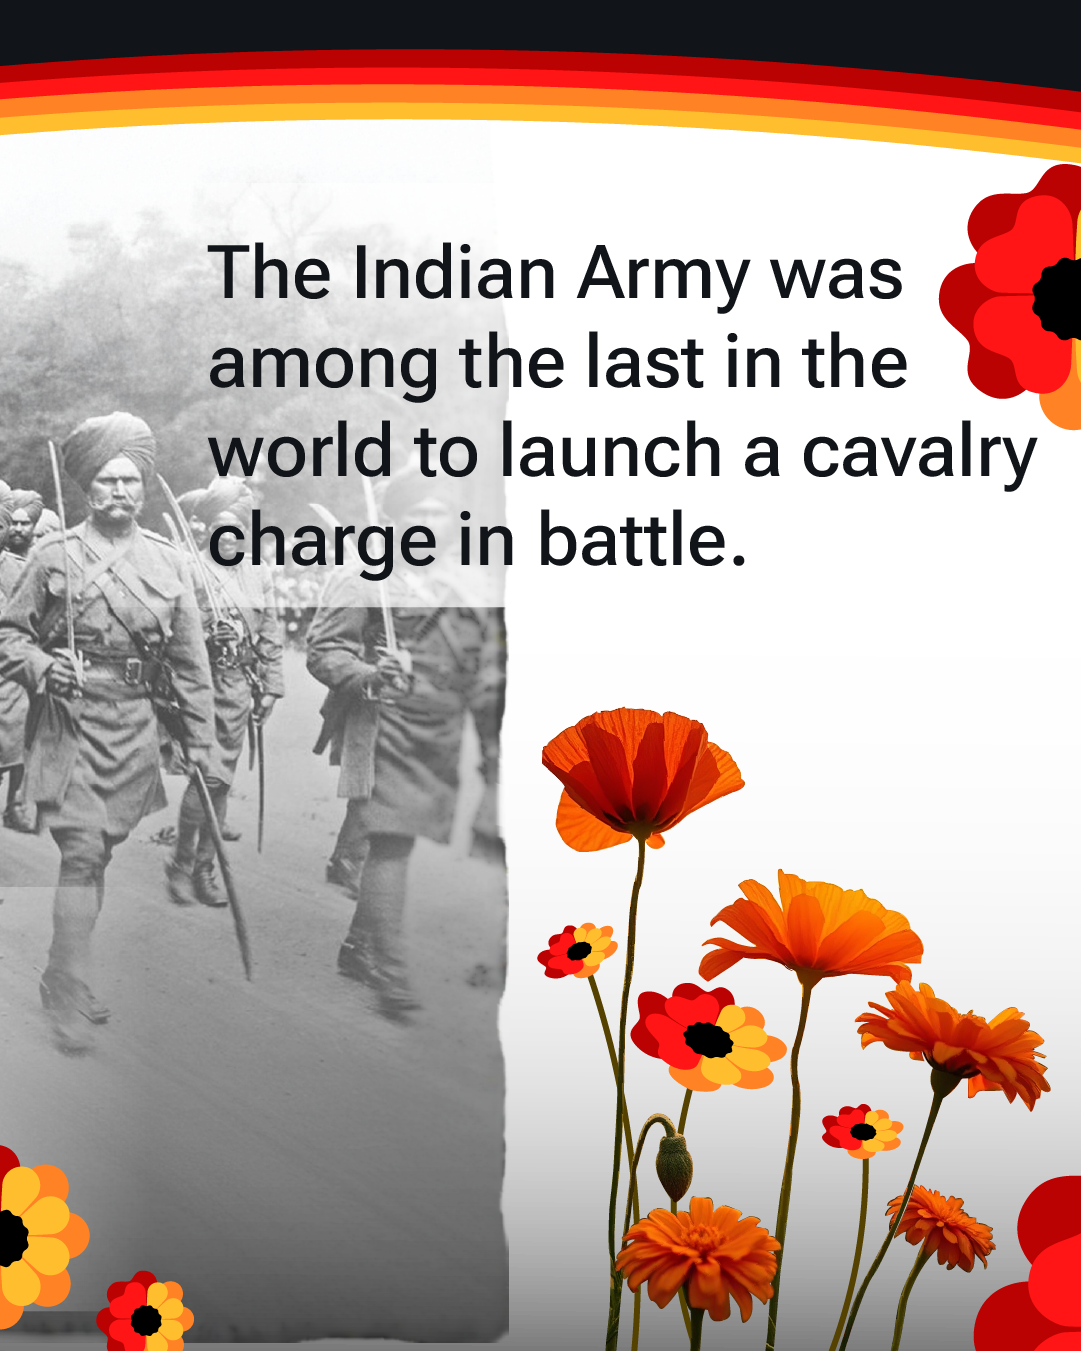 The Indian Army was
among the last in the
world to launch a cavalry
charge in battle.